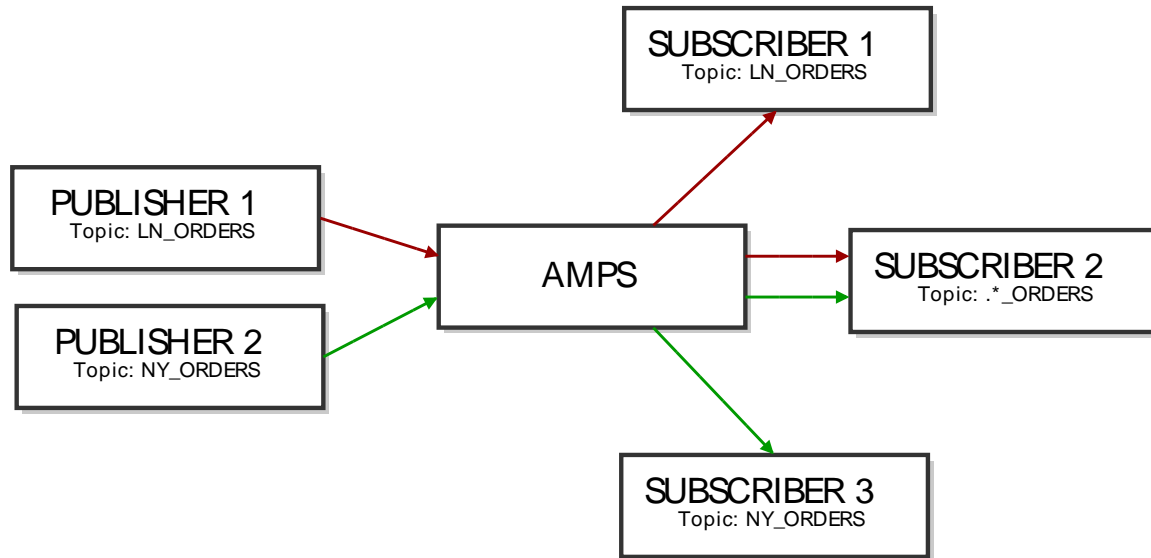 SUBSCRIBER 1
Topic: LN_ORDERS
PUBLISHER 1
Topic: LN_ORDERS
AMPS
SUBSCRIBER 2
Topic: .*_ORDERS
PUBLISHER 2
Topic: NY_ORDERS
SUBSCRIBER 3
Topic: NY_ORDERS